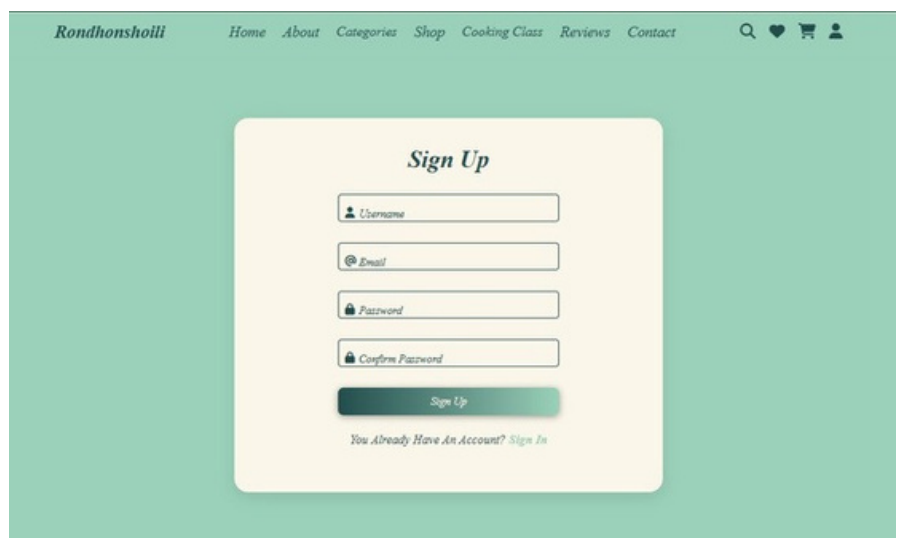 Rondhonshoili Home About Categories Shop Cooking Class Reviews Contact
Sign Up
Username
Email
Password
Confirm Password
Sign Up
You Already Have An Account? Sign In